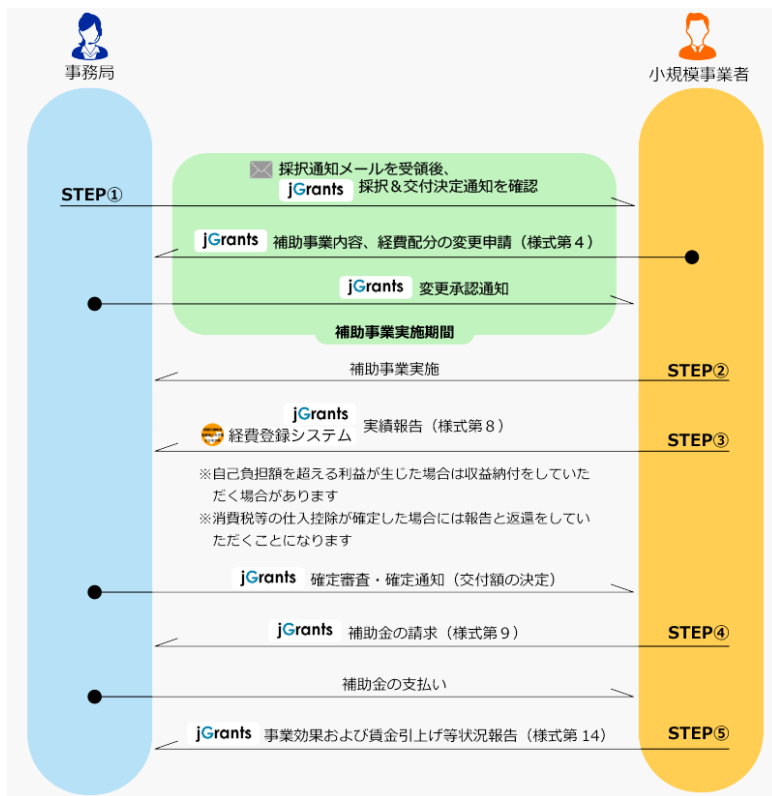 事務局
小規模事業者
採択通知メールを受領後、
STEP① jGrants 採択＆交付決定通知を確認
jGrants 補助事業内容、経費配分の変更申請（様式第４）
jGrants 変更承認通知
補助事業実施期間
補助事業実施 STEP②
jGrants
経費登録システム 実績報告（様式第８） STEP③
※自己負担額を超える利益が生じた場合は収益納付をしていた
だく場合があります
※消費税等の仕入控除が確定した場合には報告と返還をしてい
ただくことになります
jGrants 確定審査・確定通知（交付額の決定）
jGrants 補助金の請求（様式第９） STEP④
補助金の支払い
jGrants 事業効果および賃金引上げ等状況報告（様式第 14） STEP⑤